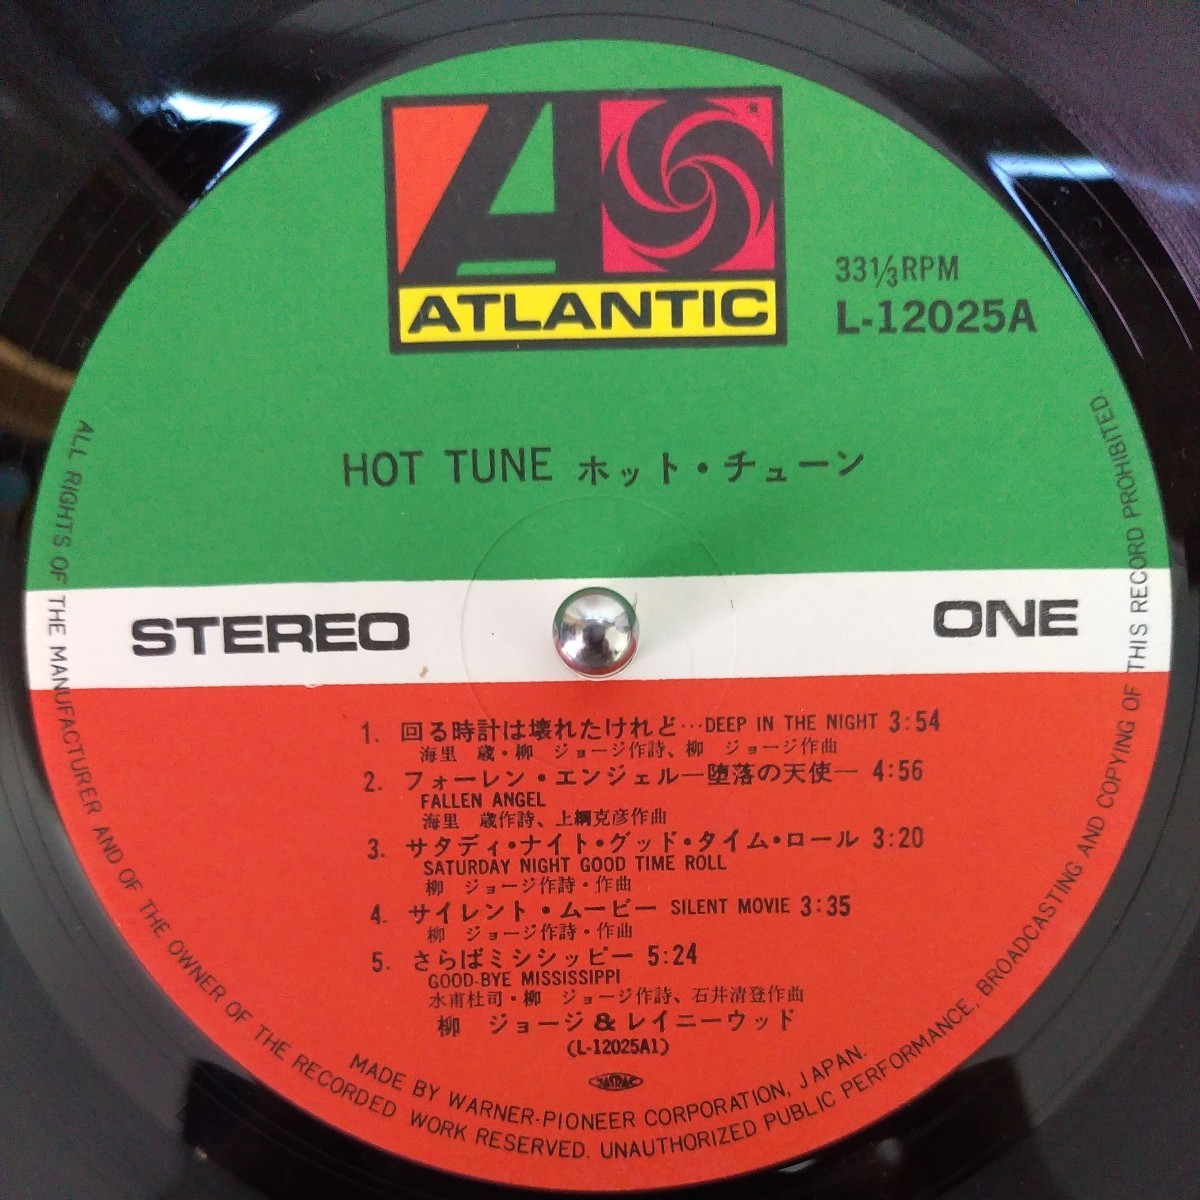 ATLANTIC
33⅓RPM
L-12025A
HOT TUNE ホット・チューン
STEREO
ONE
1. 回る時計は壊れたけれど…DEEP IN THE NIGHT 3:54
海里 歳・柳 ジョージ作詩、柳 ジョージ作曲
2. フォーレン・エンジェル—堕落の天使— 4:56
FALLEN ANGEL
海里 歳作詩、上綱克彦作曲
3. サタディ・ナイト・グッド・タイム・ロール 3:20
SATURDAY NIGHT GOOD TIME ROLL
柳 ジョージ作詩・作曲
4. サイレント・ムービー SILENT MOVIE 3:35
柳 ジョージ作詩・作曲
5. さらばミシシッピー 5:24
GOOD-BYE MISSISSIPPI
水甫杜司・柳 ジョージ作詩、石井清登作曲
柳 ジョージ&レイニーウッド
(L-12025A1)
JASRAC
MADE BY WARNER-PIONEER CORPORATION, JAPAN.
ALL RIGHTS OF THE MANUFACTURER AND OF THE OWNER OF THE RECORDED WORK RESERVED. UNAUTHORIZED PUBLIC PERFORMANCE, BROADCASTING AND COPYING OF THIS RECORD PROHIBITED.